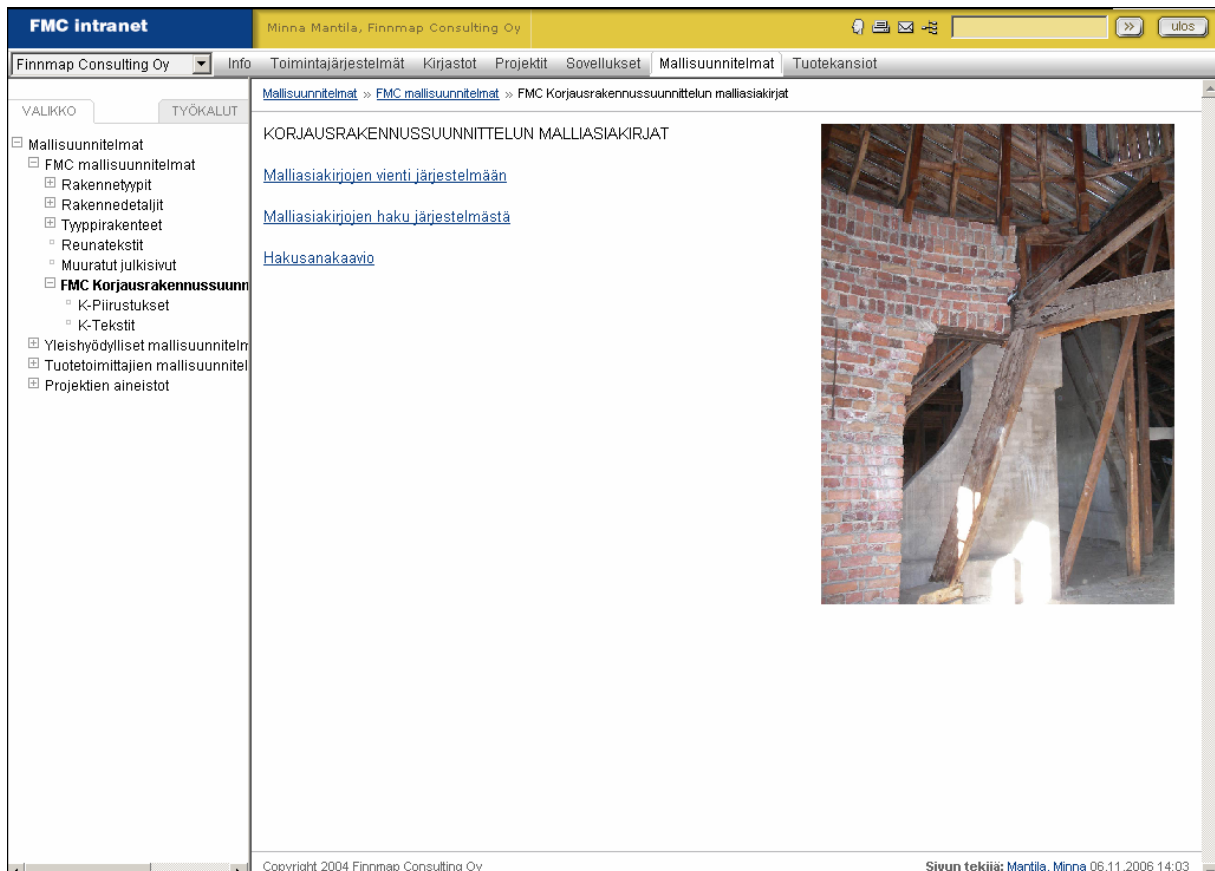 FMC intranet
Minna Mantila, Finnmap Consulting Oy
»
ulos
Finnmap Consulting Oy
Info Toimintajärjestelmät Kirjastot Projektit Sovellukset Mallisuunnitelmat Tuotekansiot
Mallisuunnitelmat » FMC mallisuunnitelmat » FMC Korjausrakennussuunnittelun malliasiakirjat
VALIKKO TYÖKALUT
Mallisuunnitelmat
FMC mallisuunnitelmat
Rakennetyypit
Rakennedetaljit
Tyyppirakenteet
Reunatekstit
Muuratut julkisivut
FMC Korjausrakennussuunn
K-Piirustukset
K-Tekstit
Yleishyödylliset mallisuunnitelm
Tuotetoimittajien mallisuunnitel
Projektien aineistot
KORJAUSRAKENNUSSUUNNITTELUN MALLIASIAKIRJAT
Malliasiakirjojen vienti järjestelmään
Malliasiakirjojen haku järjestelmästä
Hakusanakaavio
Copyright 2004 Finnmap Consulting Oy
Sivun tekijä: Mantila, Minna 06.11.2006 14:03